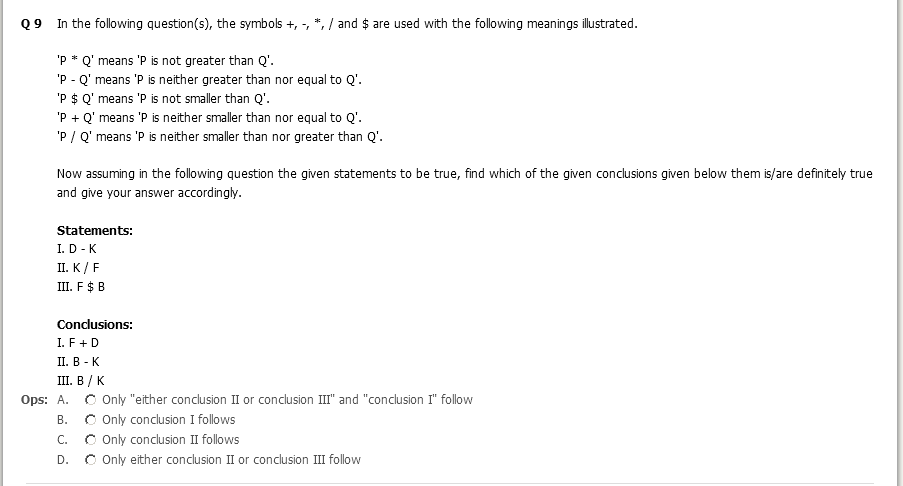 Q 9 In the following question(s), the symbols +, -, *, / and $ are used with the following meanings illustrated.
'P * Q' means 'P is not greater than Q'.
'P - Q' means 'P is neither greater than nor equal to Q'.
'P $ Q' means 'P is not smaller than Q'.
'P + Q' means 'P is neither smaller than nor equal to Q'.
'P / Q' means 'P is neither smaller than nor greater than Q'.
Now assuming in the following question the given statements to be true, find which of the given conclusions given below them is/are definitely true
and give your answer accordingly.
Statements:
I. D - K
II. K / F
III. F $ B
Conclusions:
I. F + D
II. B - K
III. B / K
Ops: A. Only "either conclusion II or conclusion III" and "conclusion I" follow
B. Only conclusion I follows
C. Only conclusion II follows
D. Only either conclusion II or conclusion III follow